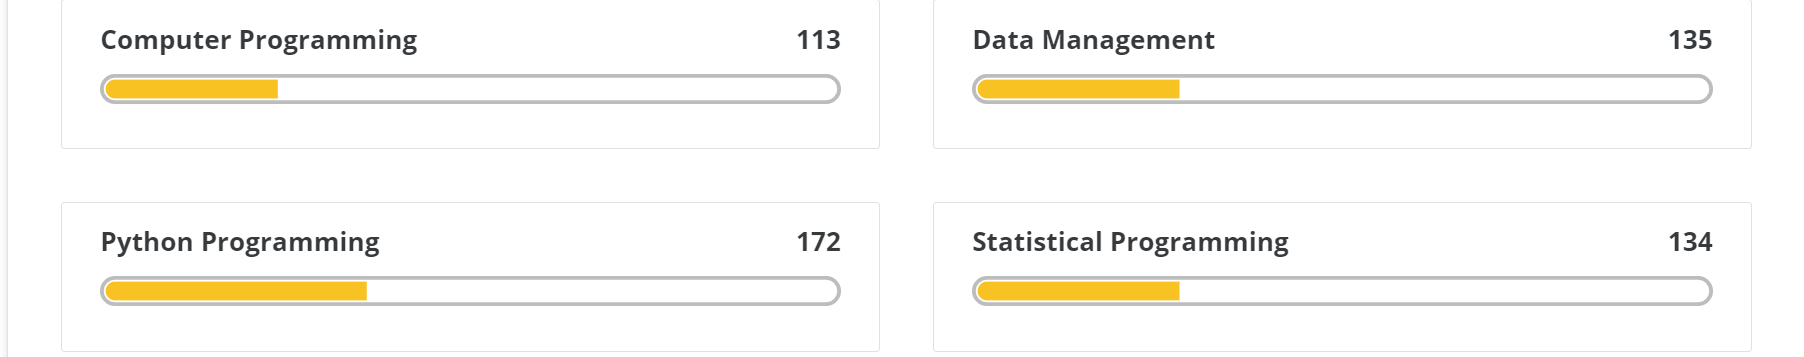 Computer Programming 113
Data Management 135
Python Programming 172
Statistical Programming 134